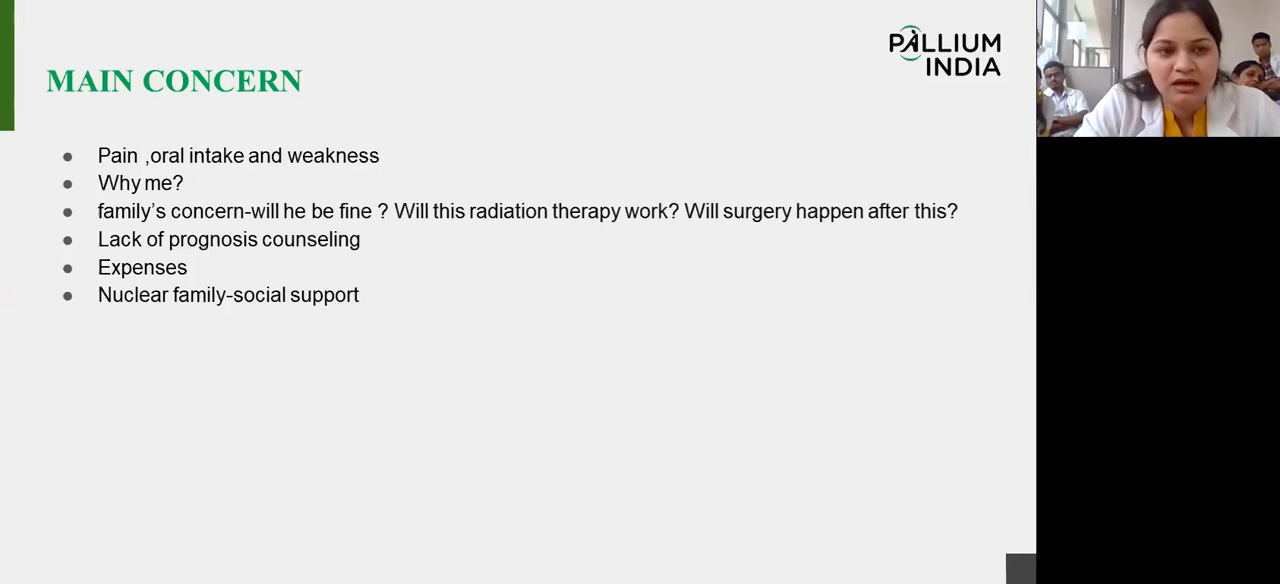 PALLIUM
INDIA
MAIN CONCERN
● Pain ,oral intake and weakness
● Why me?
● family’s concern-will he be fine ? Will this radiation therapy work? Will surgery happen after this?
● Lack of prognosis counseling
● Expenses
● Nuclear family-social support